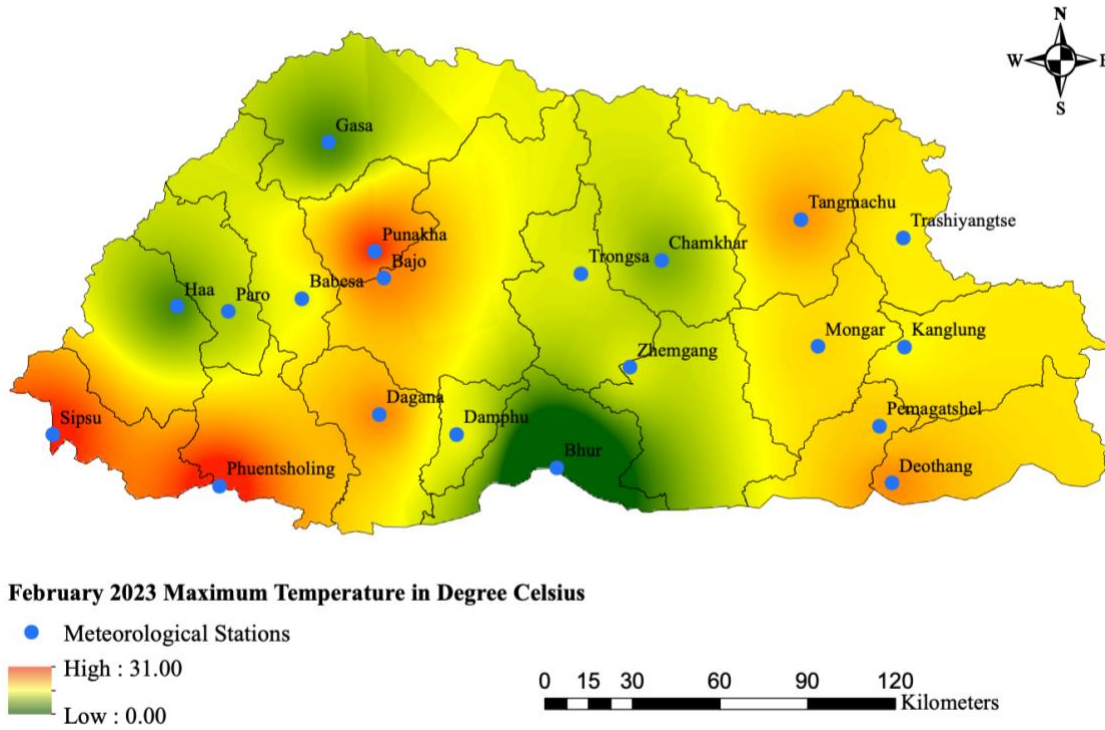 N
W E
S
Gasa
Punakha
Bajo
Tangmachu
Trashiyangtse
Chamkhar
Trongsa
Haa
Paro
Babesa
Mongar
Kanglung
Zhemgang
Dagana
Damphu
Pemagatshel
Sipsu
Phuentsholing
Bhur
Deothang
February 2023 Maximum Temperature in Degree Celsius
Meteorological Stations
High : 31.00
Low : 0.00
0 15 30 60 90 120
Kilometers